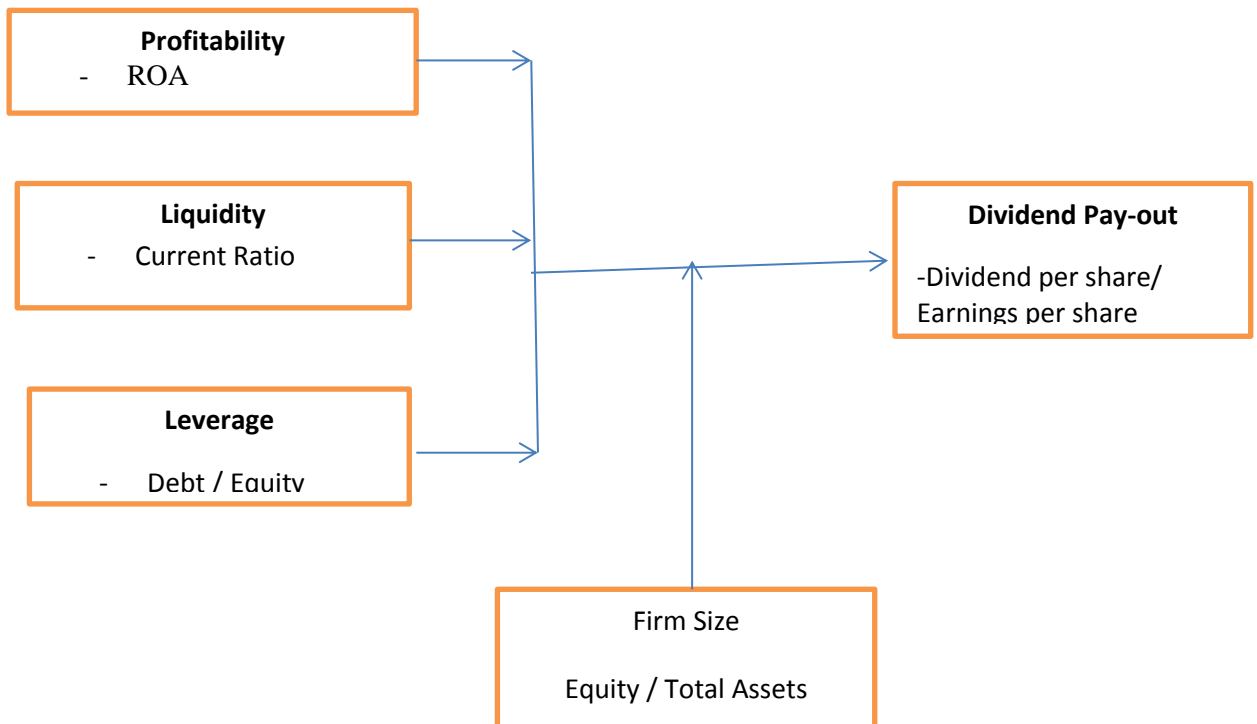 Profitability
- ROA
Liquidity
- Current Ratio
Leverage
- Debt / Equity
Dividend Pay-out
-Dividend per share/
Earnings per share
Firm Size
Equity / Total Assets